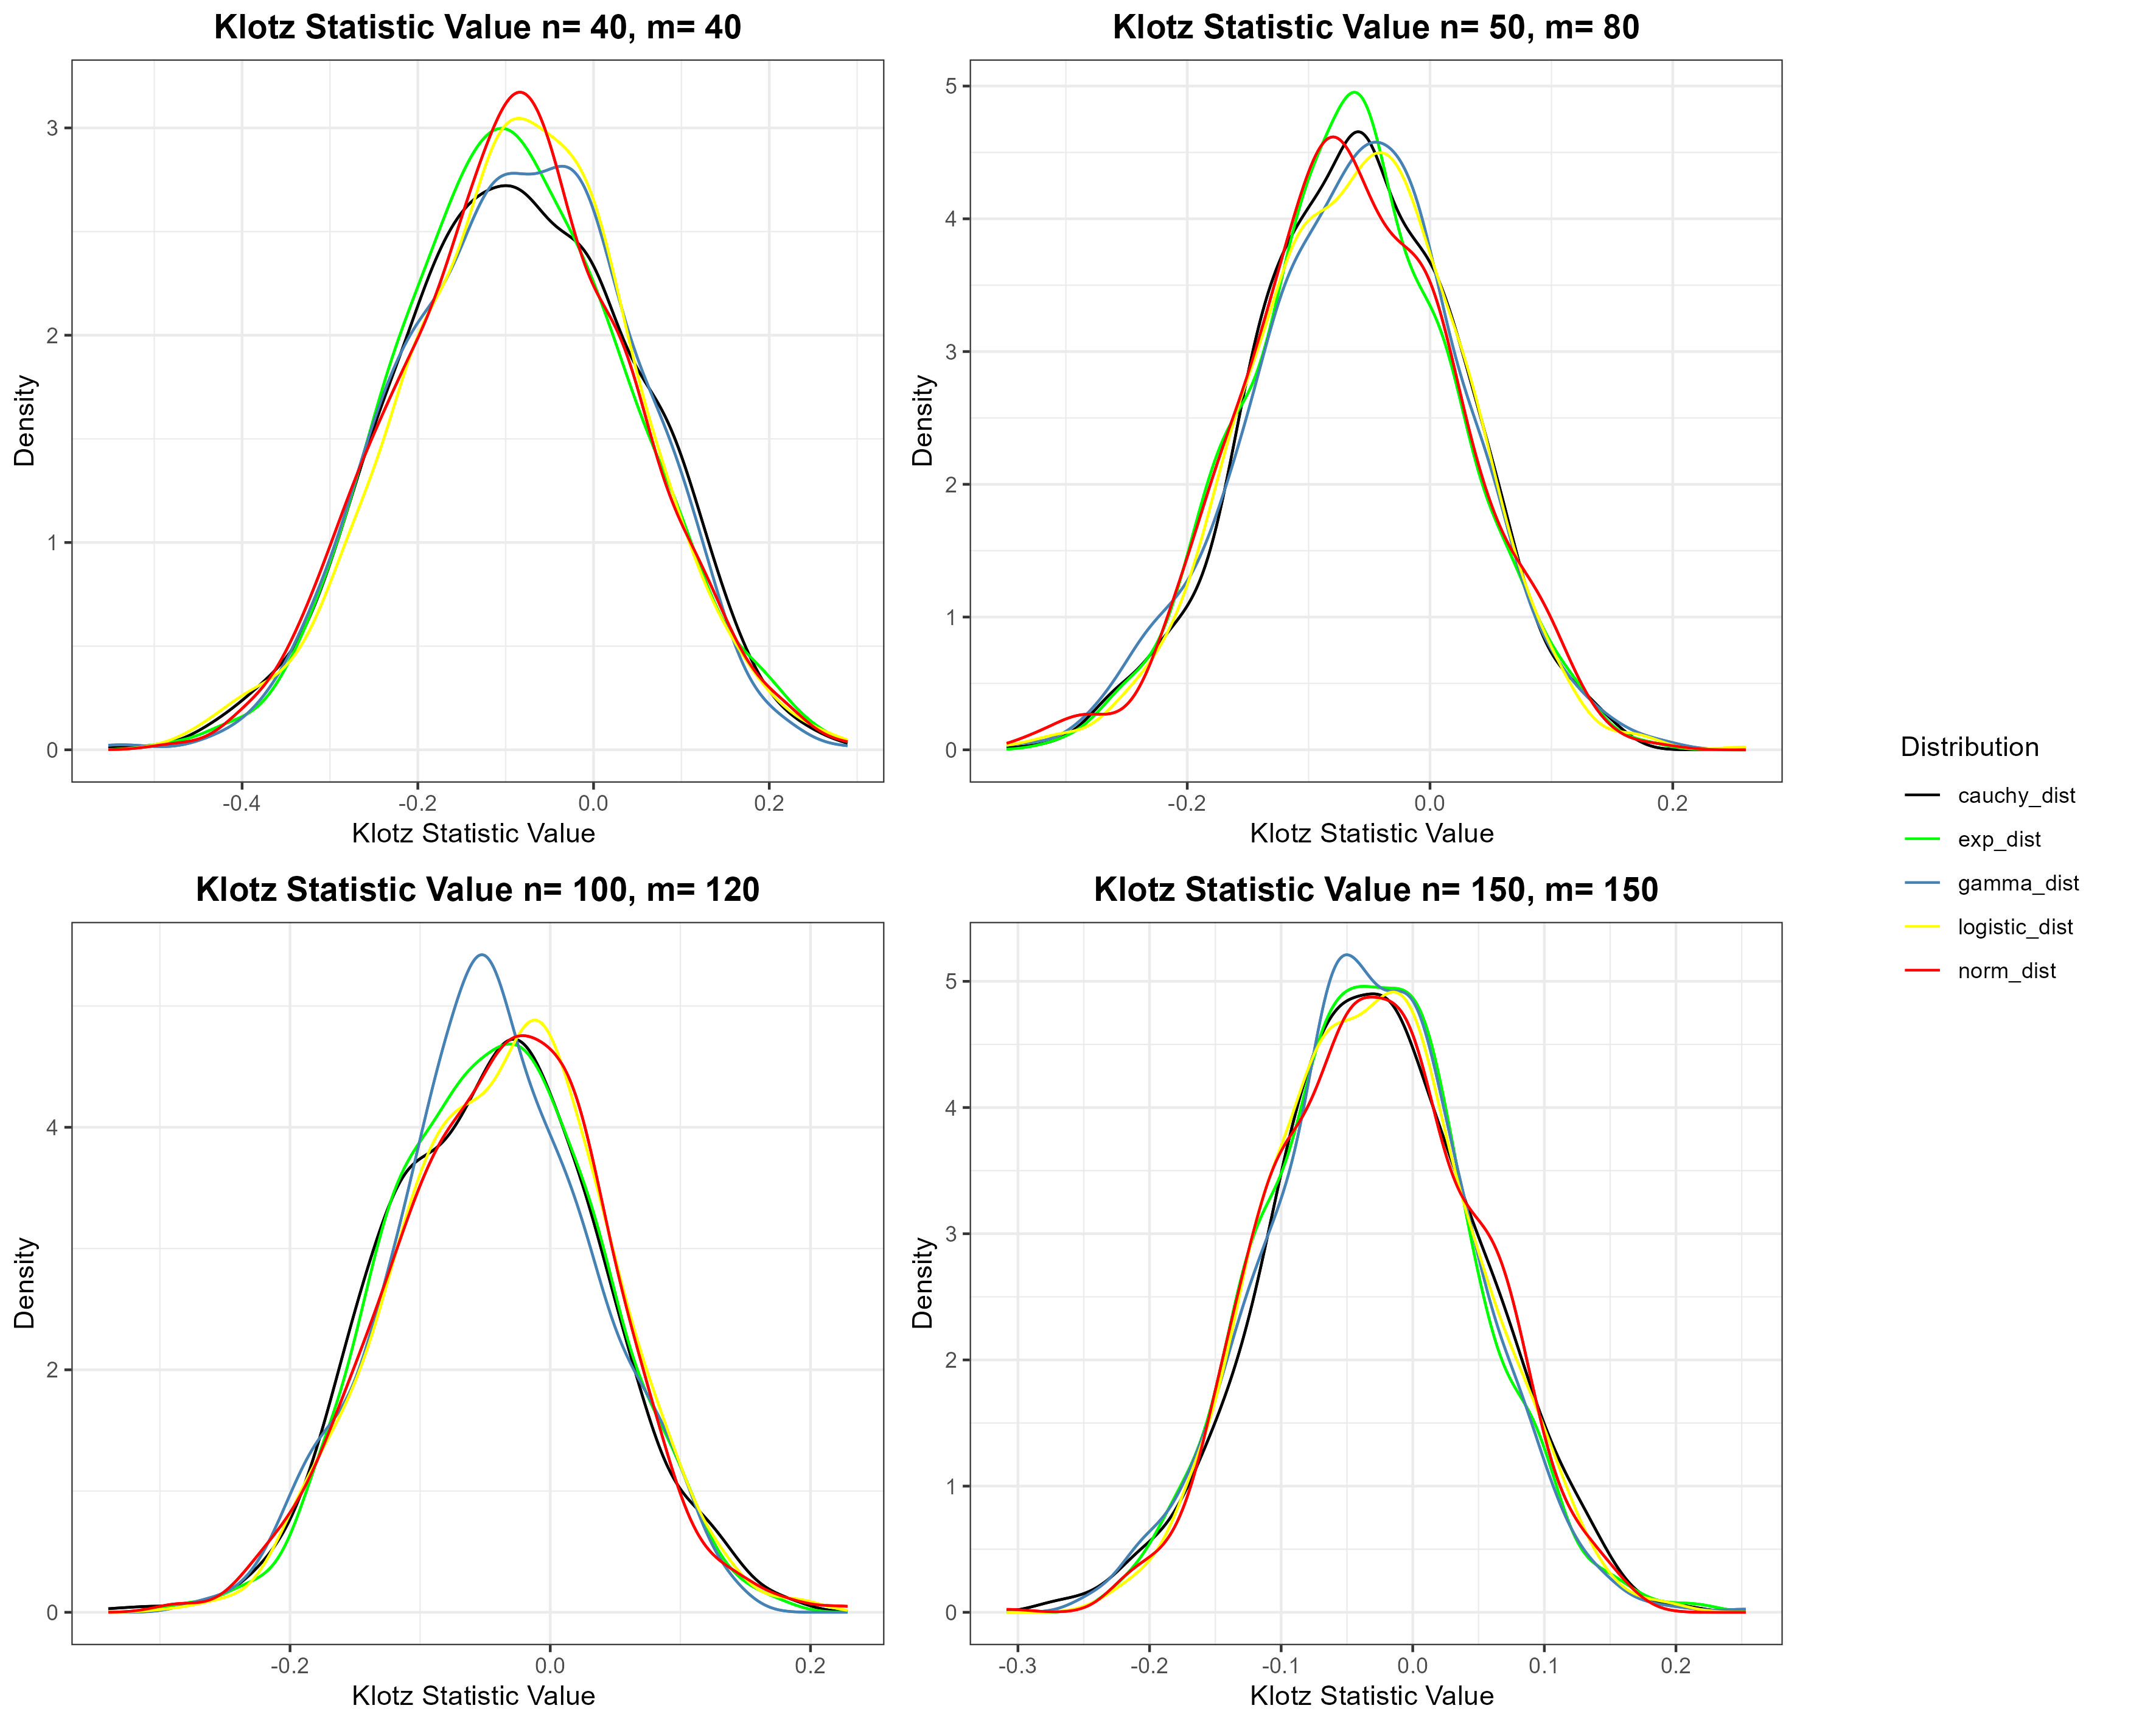 Klotz Statistic Value n= 40, m= 40
Density
3
2
1
0
-0.4 -0.2 0.0 0.2
Klotz Statistic Value
Klotz Statistic Value n= 50, m= 80
Density
5
4
3
2
1
0
-0.2 0.0 0.2
Klotz Statistic Value
Klotz Statistic Value n= 100, m= 120
Density
4
2
0
-0.2 0.0 0.2
Klotz Statistic Value
Klotz Statistic Value n= 150, m= 150
Density
5
4
3
2
1
0
-0.3 -0.2 -0.1 0.0 0.1 0.2
Klotz Statistic Value
Distribution
cauchy_dist
exp_dist
gamma_dist
logistic_dist
norm_dist